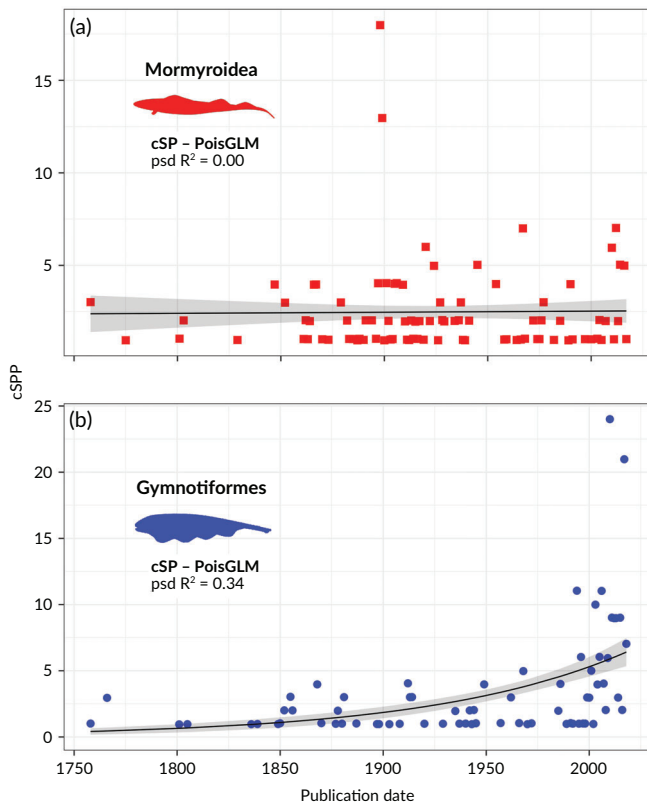 (a)
Mormyroidea
cSP – PoisGLM
psd R² = 0.00
15
10
5
cSPP
(b)
Gymnotiformes
cSP – PoisGLM
psd R² = 0.34
25
20
15
10
5
0
1750
1800
1850
1900
1950
2000
Publication date